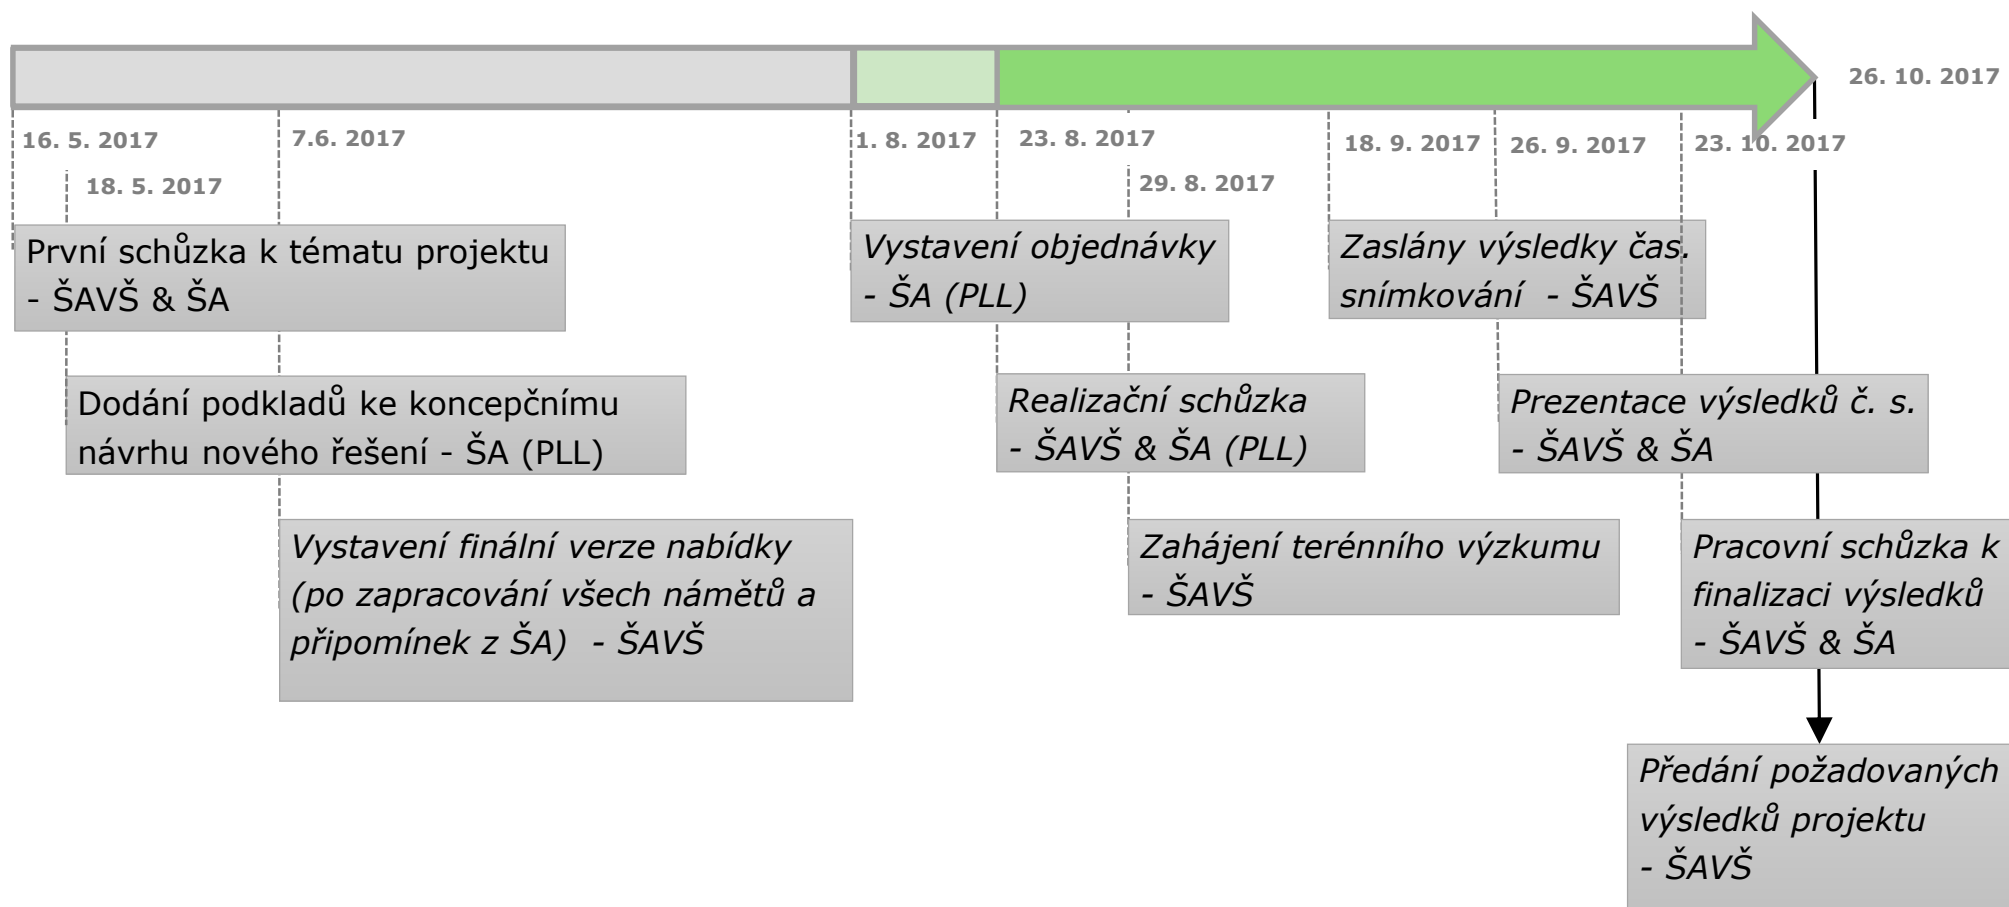 26. 10. 2017
16. 5. 2017
7.6. 2017
1. 8. 2017
23. 8. 2017
18. 9. 2017
26. 9. 2017
23. 10. 2017
18. 5. 2017
29. 8. 2017
První schůzka k tématu projektu
- ŠAVŠ & ŠA
Vystavení objednávky
- ŠA (PLL)
Zaslány výsledky čas.
snímkování - ŠAVŠ
Dodání podkladů ke koncepčnímu
návrhu nového řešení - ŠA (PLL)
Realizační schůzka
- ŠAVŠ & ŠA (PLL)
Prezentace výsledků č. s.
- ŠAVŠ & ŠA
Vystavení finální verze nabídky
(po zapracování všech námětů a
připomínek z ŠA) - ŠAVŠ
Zahájení terénního výzkumu
- ŠAVŠ
Pracovní schůzka k
finalizaci výsledků
- ŠAVŠ & ŠA
Předání požadovaných
výsledků projektu
- ŠAVŠ